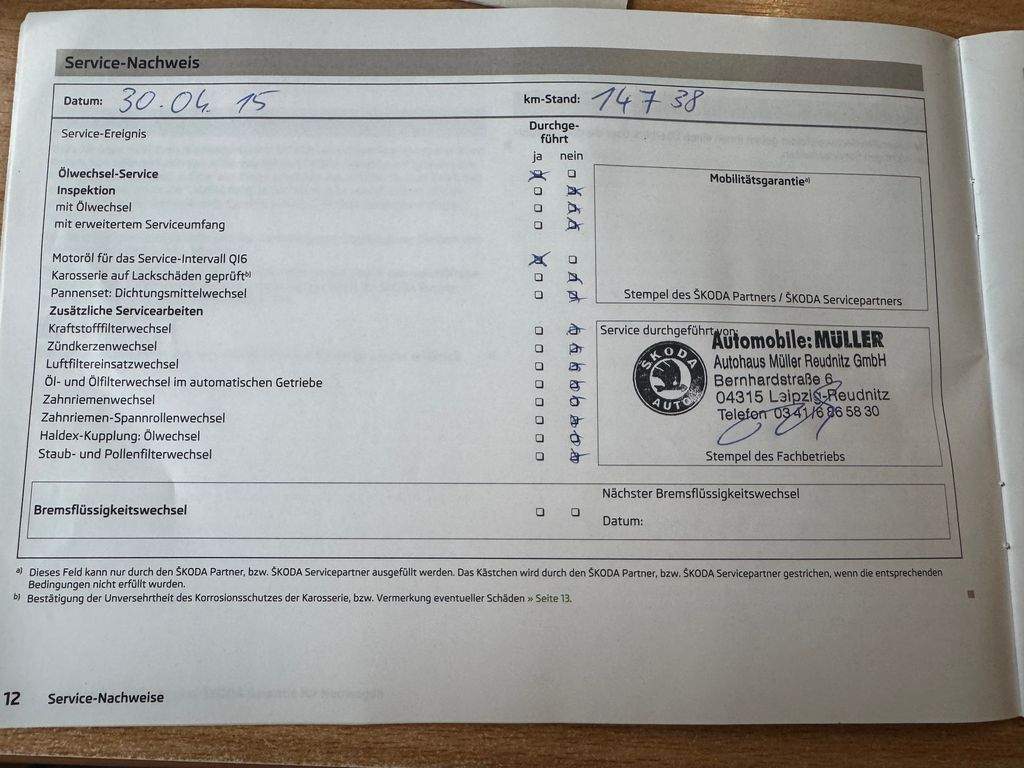 Service-Nachweis
Datum: 30.04.15 km-Stand: 14738
Service-Ereignis
Durchge-
führt
ja nein
Ölwechsel-Service
Inspektion
mit Ölwechsel
mit erweitertem Serviceumfang
Motoröl für das Service-Intervall QI6
Karosserie auf Lackschäden geprüft b)
Pannenset: Dichtungsmittelwechsel
Zusätzliche Servicearbeiten
Kraftstofffilterwechsel
Zündkerzenwechsel
Luftfiltereinsatzwechsel
Öl- und Ölfilterwechsel im automatischen Getriebe
Zahnriemenwechsel
Zahnriemen-Spannrollenwechsel
Haldex-Kupplung: Ölwechsel
Staub- und Pollenfilterwechsel
Mobilitätsgarantie a)
Stempel des ŠKODA Partners / ŠKODA Servicepartners
Service durchgeführt von:
ŠKODA
AUTO
Automobile: MÜLLER
Autohaus Müller Reudnitz GmbH
Bernhardstraße 6
04315 Leipzig-Reudnitz
Telefon 0341/6 86 58 30
Stempel des Fachbetriebs
Bremsflüssigkeitswechsel
Nächster Bremsflüssigkeitswechsel
Datum:
a) Dieses Feld kann nur durch den ŠKODA Partner, bzw. ŠKODA Servicepartner ausgefüllt werden. Das Kästchen wird durch den ŠKODA Partner, bzw. ŠKODA Servicepartner gestrichen, wenn die entsprechenden
Bedingungen nicht erfüllt wurden.
b) Bestätigung der Unversehrtheit des Korrosionsschutzes der Karosserie, bzw. Vermerkung eventueller Schäden » Seite 13.
12 Service-Nachweise